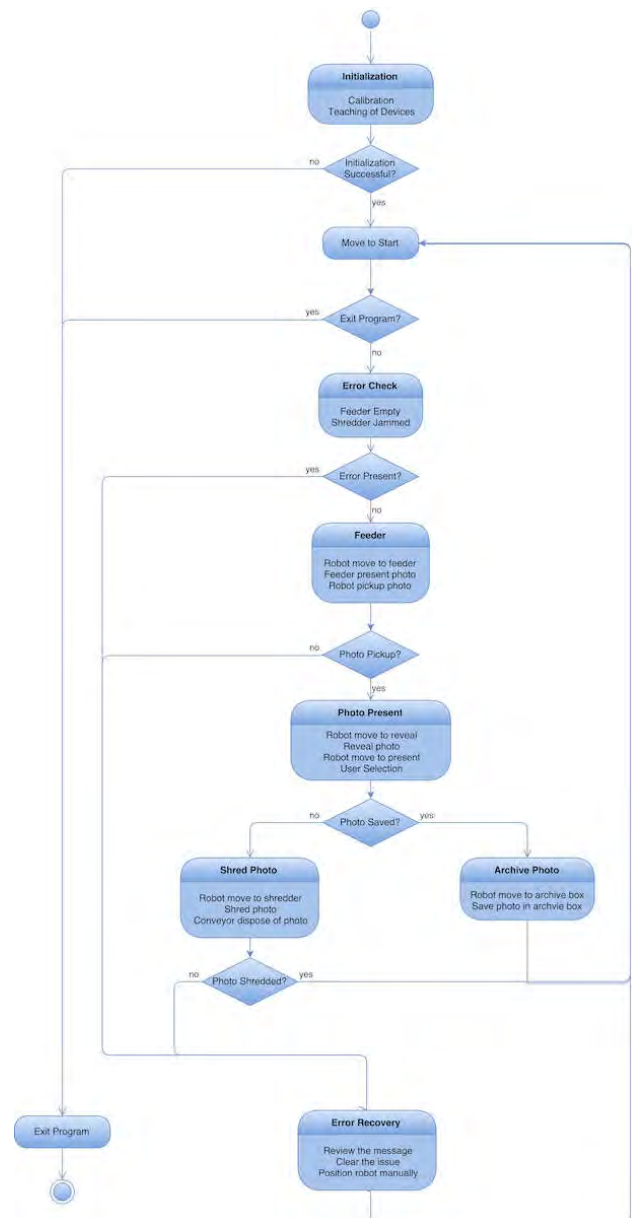 Initialization
Calibration
Teaching of Devices
no
Initialization
Successful?
yes
Move to Start
yes
Exit Program?
no
Error Check
Feeder Empty
Shredder Jammed
yes
Error Present?
no
Feeder
Robot move to feeder
Feeder present photo
Robot pickup photo
no
Photo Pickup?
yes
Photo Present
Robot move to reveal
Reveal photo
Robot move to present
User Selection
no
Photo Saved?
yes
Shred Photo
Robot move to shredder
Shred photo
Conveyor dispose of photo
Archive Photo
Robot move to archive box
Save photo in archvie box
no
Photo Shredded?
yes
Exit Program
Error Recovery
Review the message
Clear the issue
Position robot manually